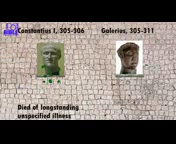 Constantius I, 305-306
Galerius, 305-311
Died of longstanding
unspecified illness